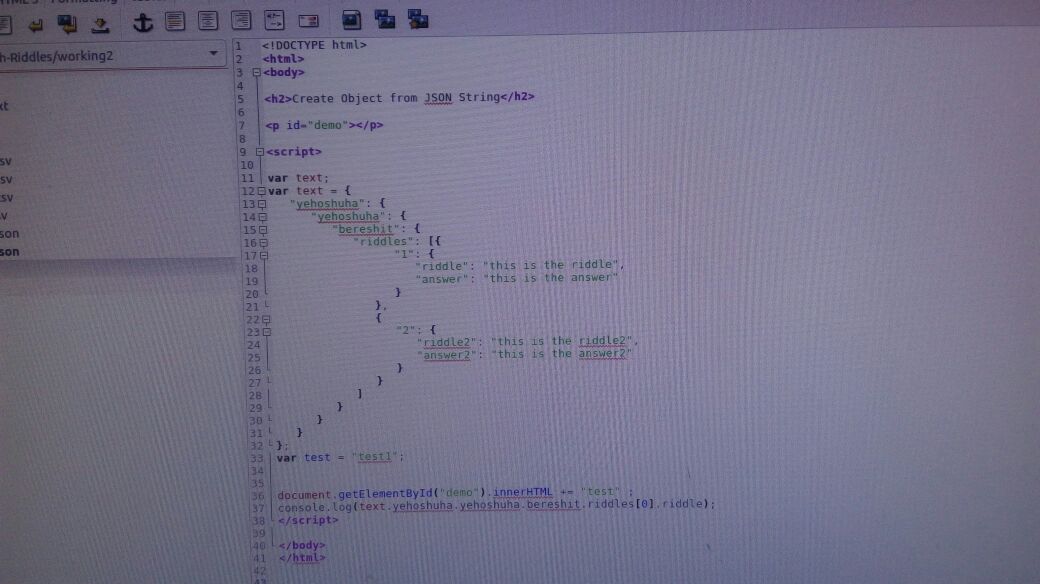 Formatting
h-Riddles/working2
xt
sv
sv
sv
v
son
son
1 <!DOCTYPE html>
2 <html>
3 <body>
4
5 <h2>Create Object from JSON String</h2>
6
7 <p id="demo"></p>
8
9 <script>
10
11 var text;
12 var text = {
13 "yehoshuha": {
14 "yehoshuha": {
15 "bereshit": {
16 "riddles": [{
17 "1": {
18 "riddle": "this is the riddle",
19 "answer": "this is the answer"
20 }
21 },
22 {
23 "2": {
24 "riddle2": "this is the riddle2",
25 "answer2": "this is the answer2"
26 }
27 }
28 ]
29 }
30 }
31 }
32 };
33 var test = "test1";
34
35
36 document.getElementById("demo").innerHTML += "test" ;
37 console.log(text.yehoshuha.yehoshuha.bereshit.riddles[0].riddle);
38 </script>
39
40 </body>
41 </html>
42